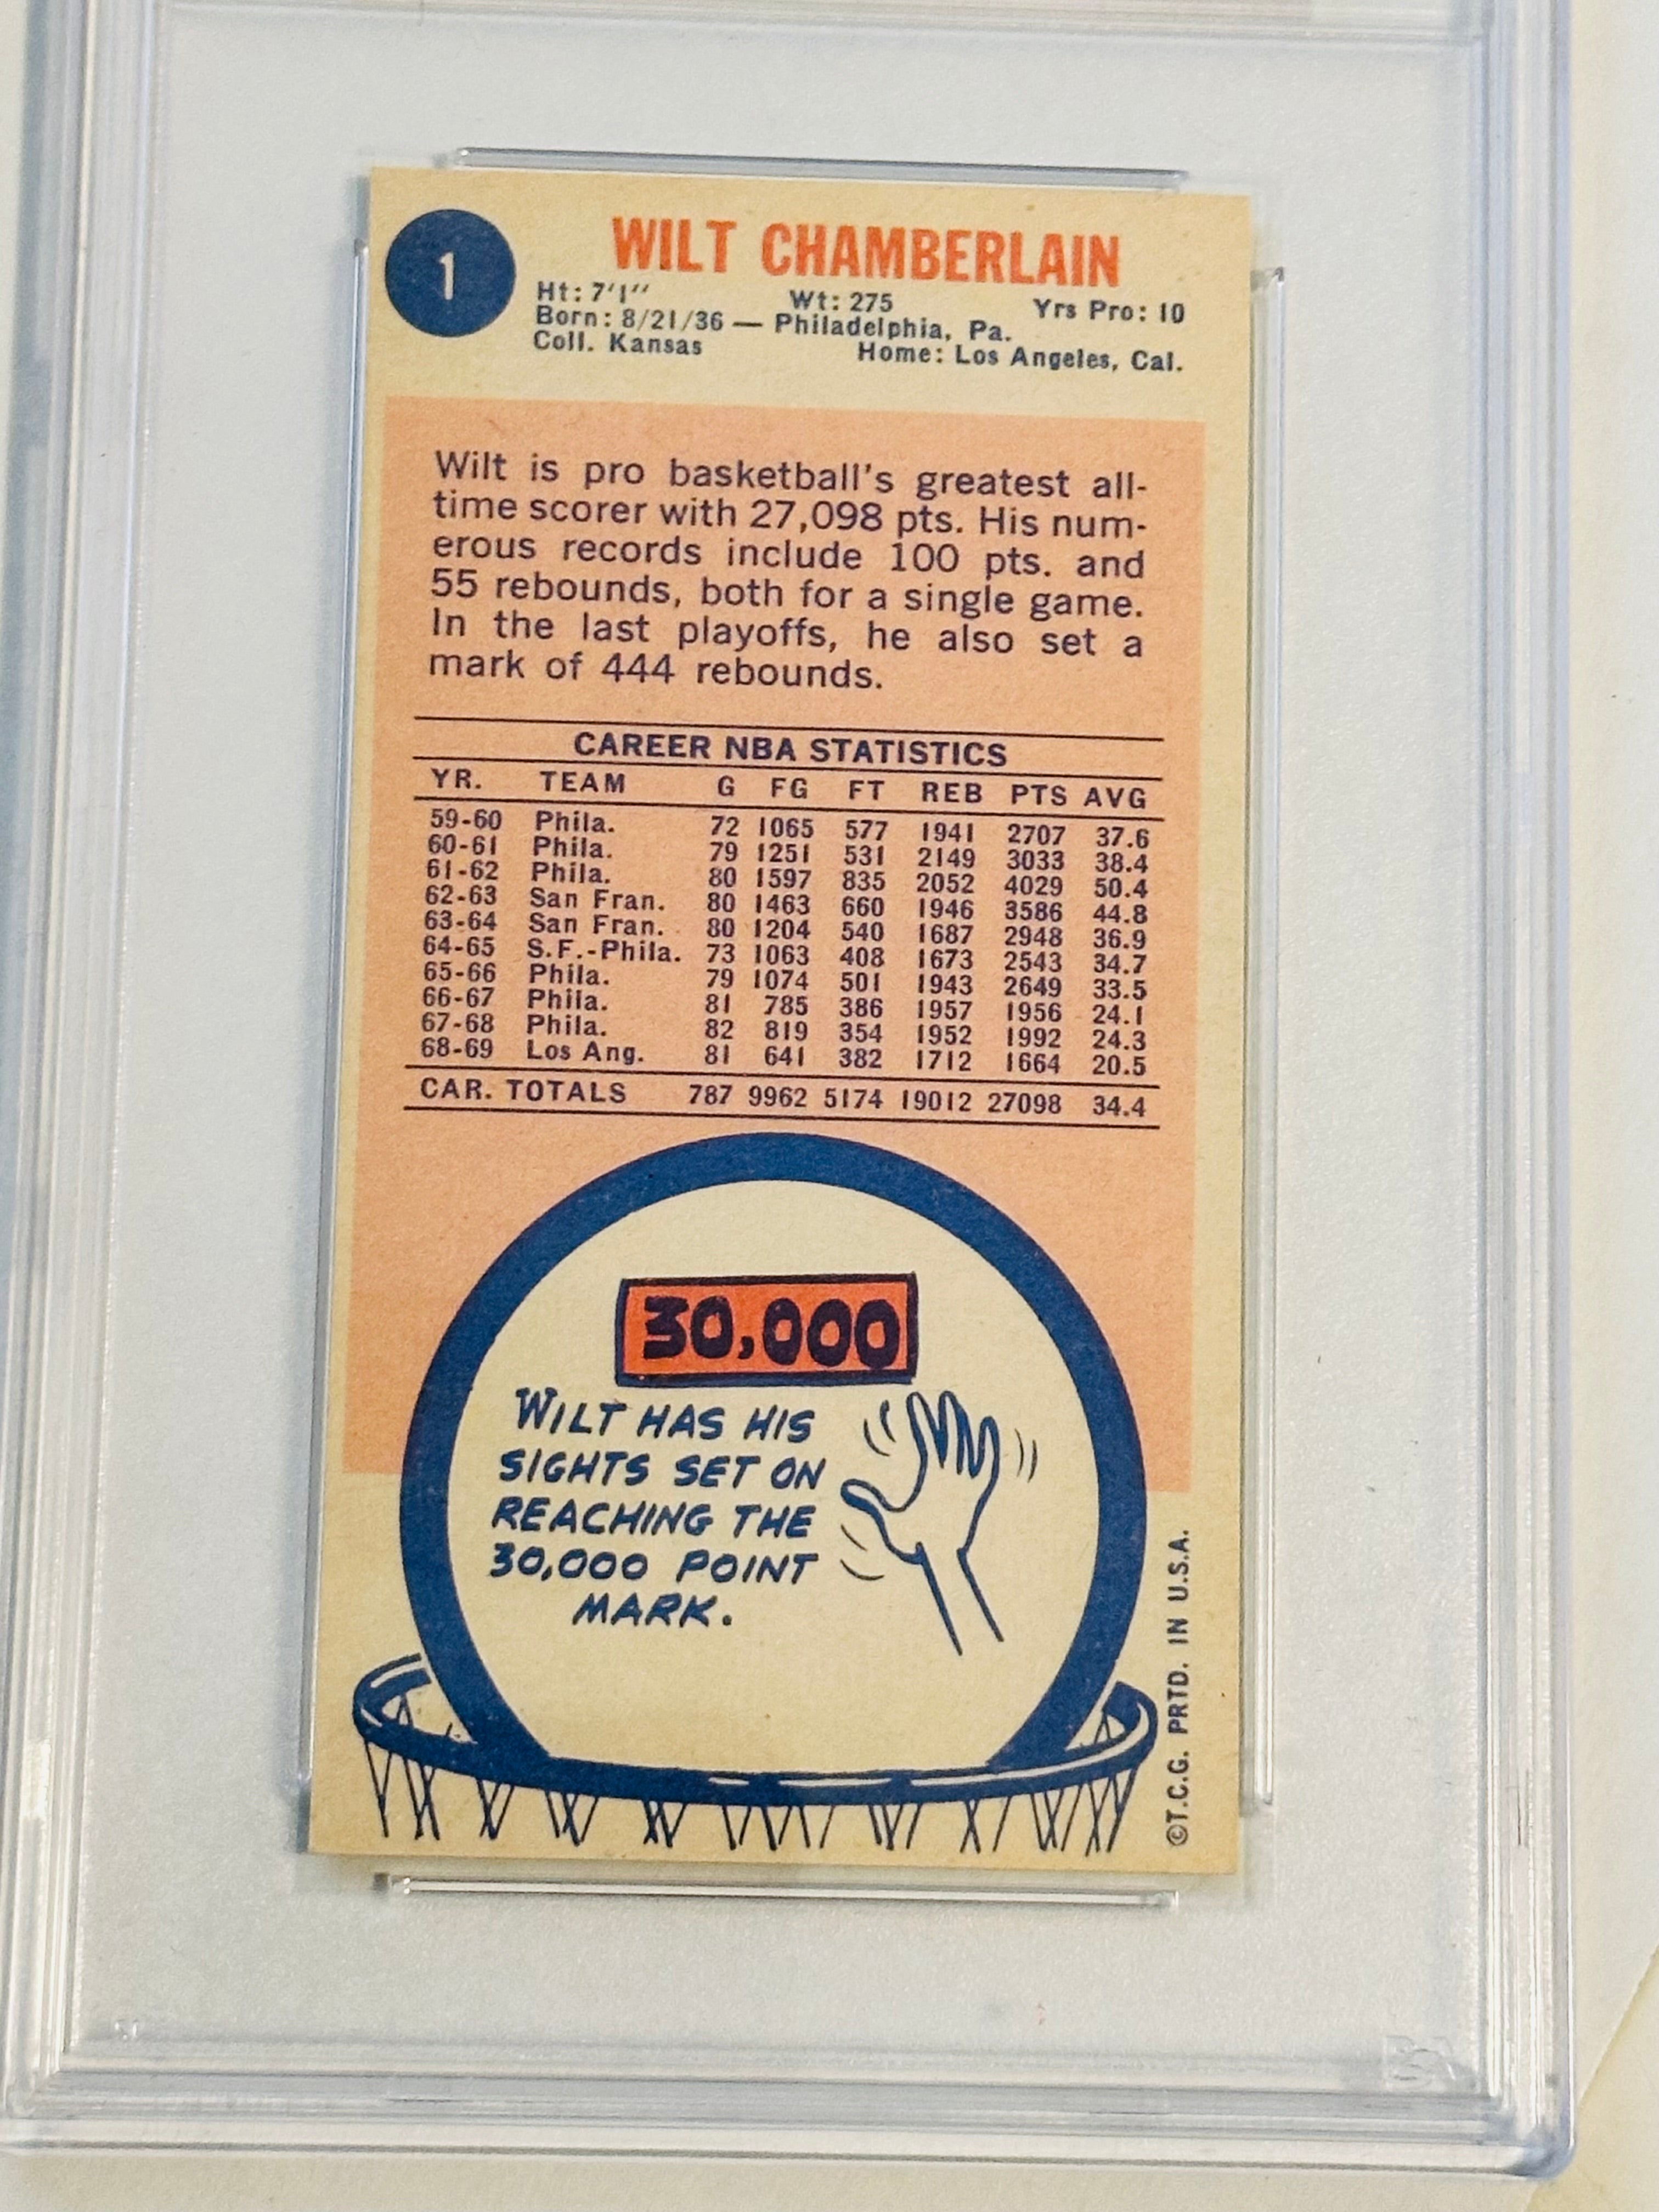 1
WILT CHAMBERLAIN
Ht: 7'1" Wt: 275 Yrs Pro: 10
Born: 8/21/36 — Philadelphia, Pa.
Coll. Kansas Home: Los Angeles, Cal.
Wilt is pro basketball's greatest all-
time scorer with 27,098 pts. His num-
erous records include 100 pts. and
55 rebounds, both for a single game.
In the last playoffs, he also set a
mark of 444 rebounds.
CAREER NBA STATISTICS
YR. TEAM G FG FT REB PTS AVG
59-60 Phila. 72 1065 577 1941 2707 37.6
60-61 Phila. 79 1251 531 2149 3033 38.4
61-62 Phila. 80 1597 835 2052 4029 50.4
62-63 San Fran. 80 1463 660 1946 3586 44.8
63-64 San Fran. 80 1204 540 1687 2948 36.9
64-65 S.F.-Phila. 73 1063 408 1673 2543 34.7
65-66 Phila. 79 1074 501 1943 2649 33.5
66-67 Phila. 81 785 386 1957 1956 24.1
67-68 Phila. 82 819 354 1952 1992 24.3
68-69 Los Ang. 81 641 382 1712 1664 20.5
CAR. TOTALS 787 9962 5174 19012 27098 34.4
30,000
WILT HAS HIS
SIGHTS SET ON
REACHING THE
30,000 POINT
MARK.
©T.C.G. PRTD. IN U.S.A.
PSA